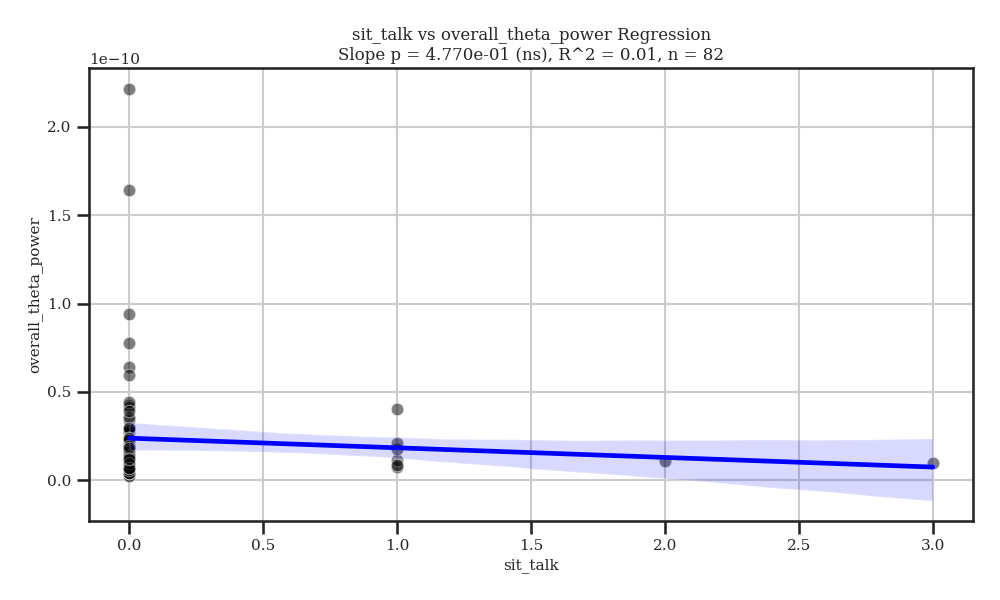 sit_talk vs overall_theta_power Regression
Slope p = 4.770e-01 (ns), R^2 = 0.01, n = 82
1e−10
2.0
1.5
1.0
0.5
0.0
overall_theta_power
0.0 0.5 1.0 1.5 2.0 2.5 3.0
sit_talk